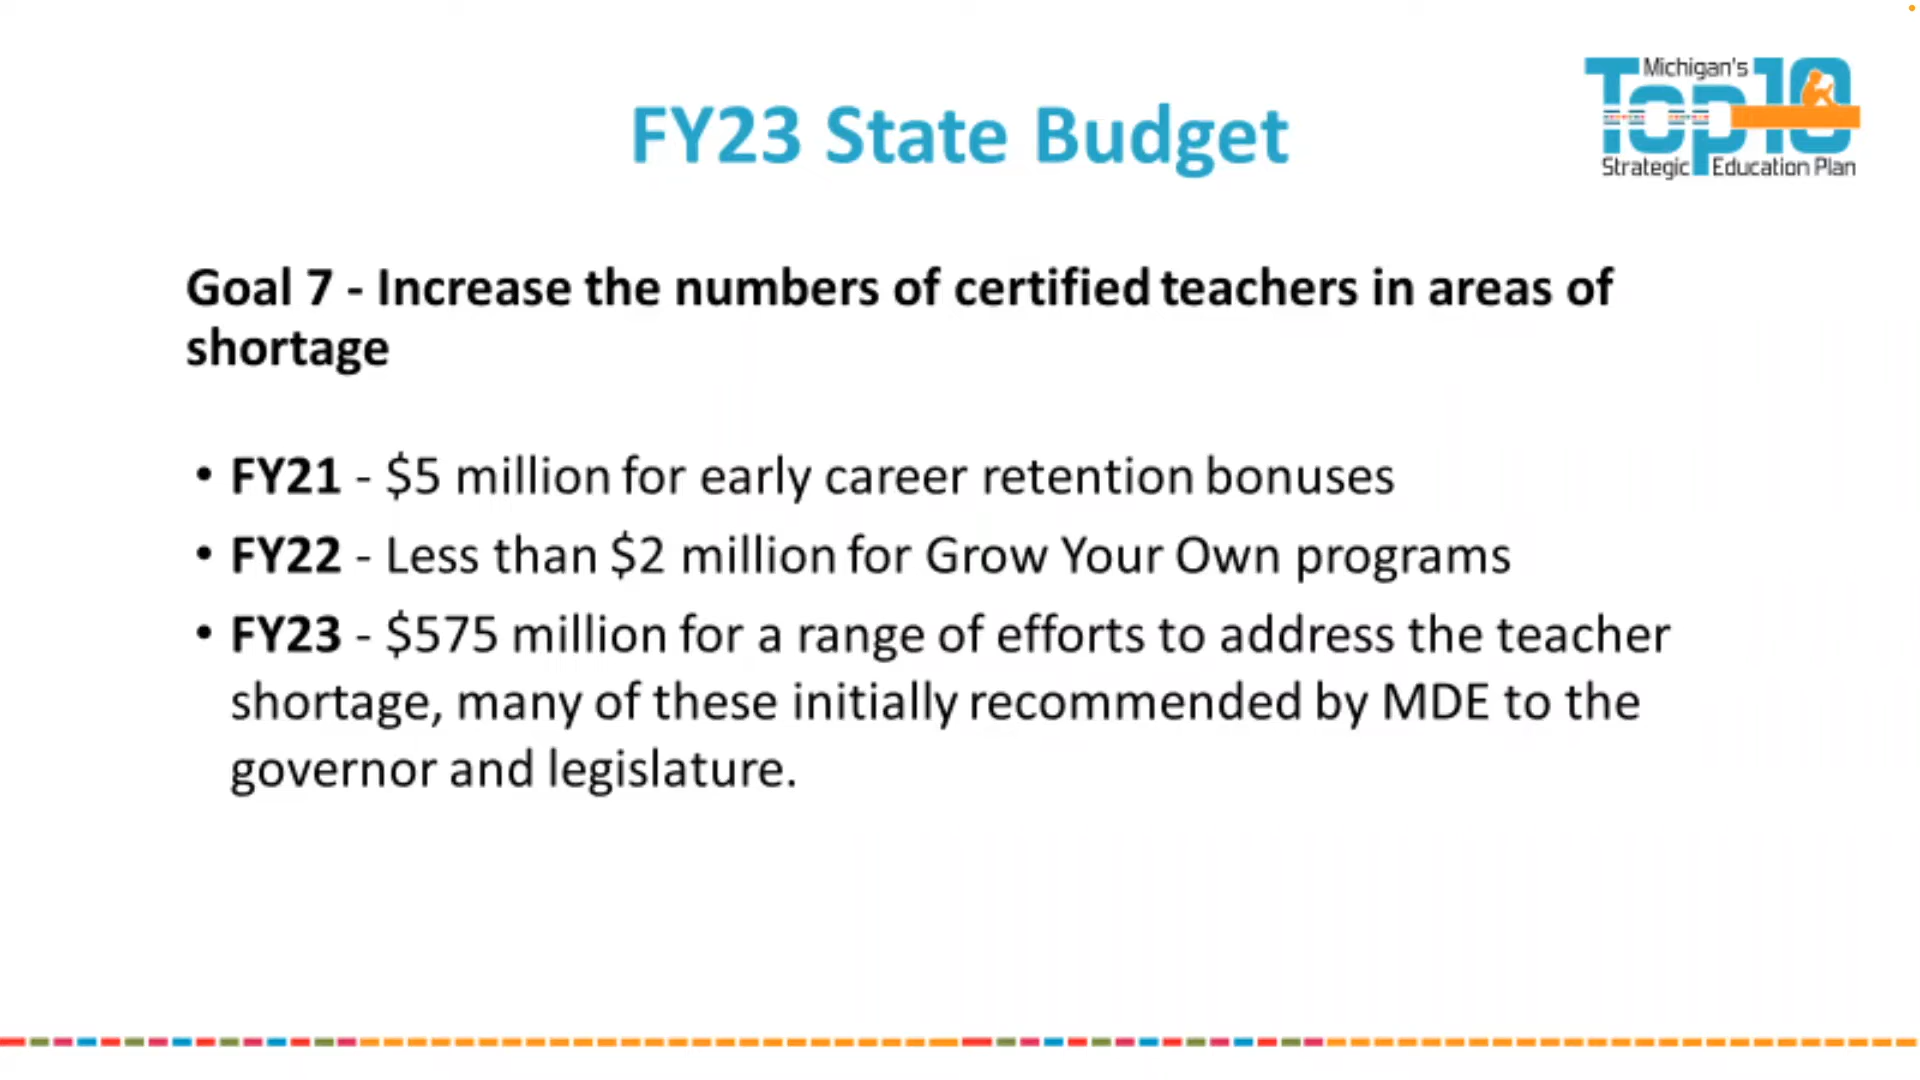 Michigan's
Top10
Strategic Education Plan
FY23 State Budget
Goal 7 - Increase the numbers of certified teachers in areas of
shortage
• FY21 - $5 million for early career retention bonuses
• FY22 - Less than $2 million for Grow Your Own programs
• FY23 - $575 million for a range of efforts to address the teacher
shortage, many of these initially recommended by MDE to the
governor and legislature.